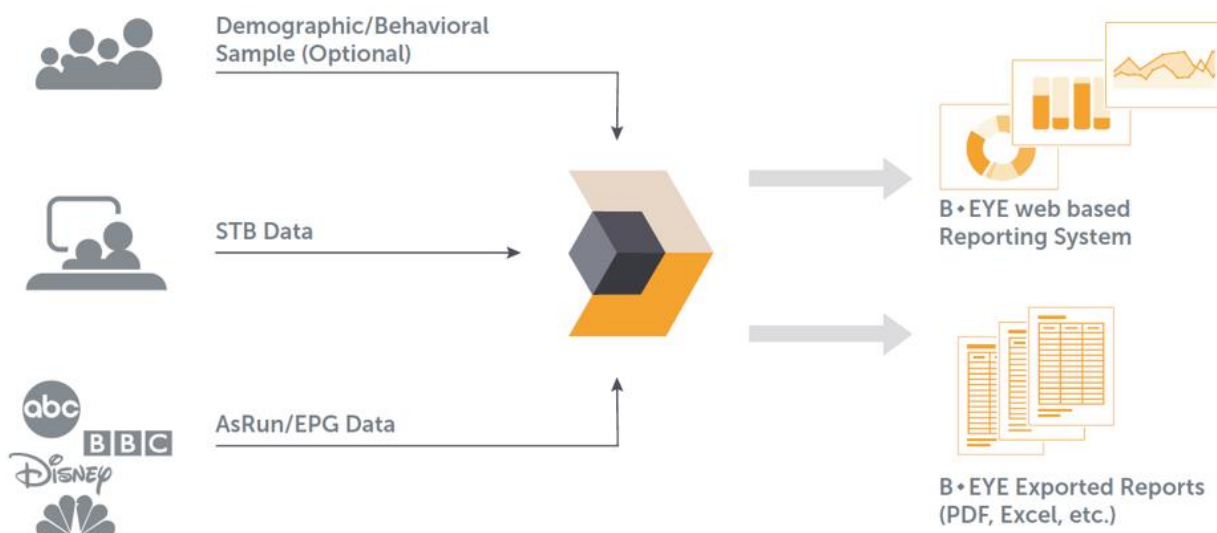 Demographic/Behavioral
Sample (Optional)
STB Data
abc
BBC
Disney
AsRun/EPG Data
B•EYE web based
Reporting System
B•EYE Exported Reports
(PDF, Excel, etc.)